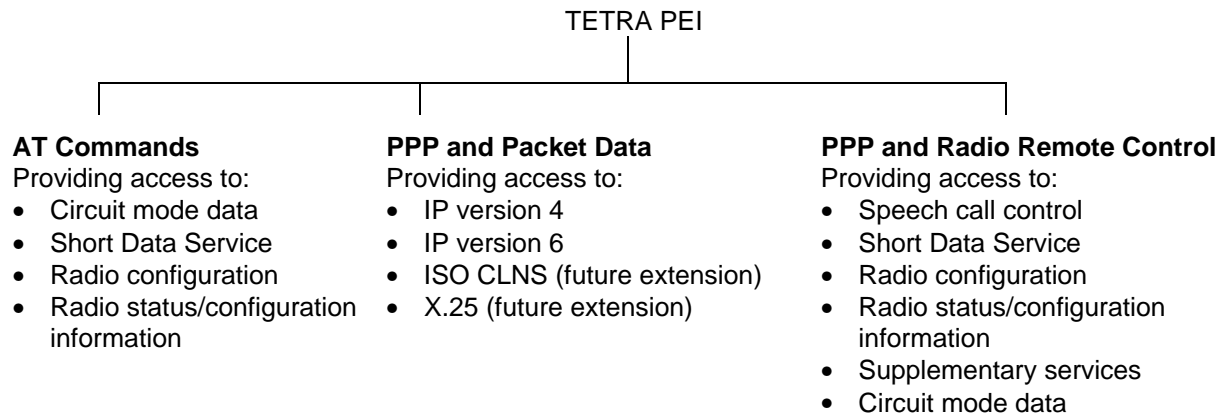 TETRA PEI
AT Commands
Providing access to:
• Circuit mode data
• Short Data Service
• Radio configuration
• Radio status/configuration
information
PPP and Packet Data
Providing access to:
• IP version 4
• IP version 6
• ISO CLNS (future extension)
• X.25 (future extension)
PPP and Radio Remote Control
Providing access to:
• Speech call control
• Short Data Service
• Radio configuration
• Radio status/configuration
information
• Supplementary services
• Circuit mode data